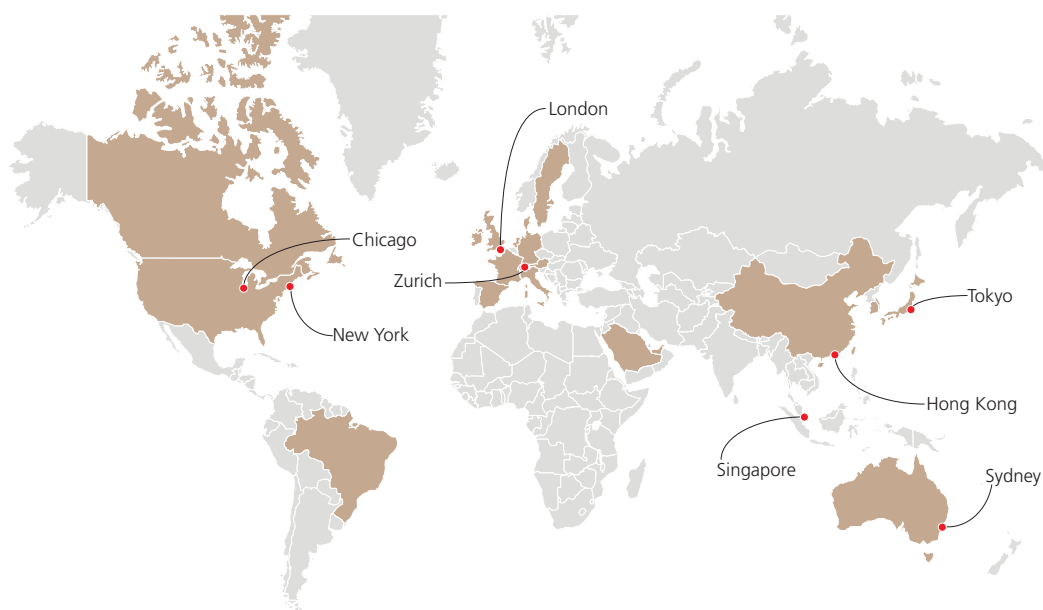 London
Chicago
Zurich
Tokyo
New York
Hong Kong
Singapore
Sydney